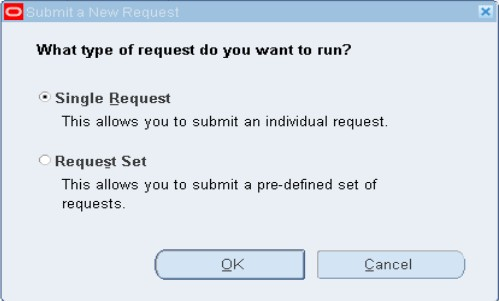 Submit a New Request
What type of request do you want to run?
Single Request
This allows you to submit an individual request.
Request Set
This allows you to submit a pre-defined set of
requests.
OK
Cancel